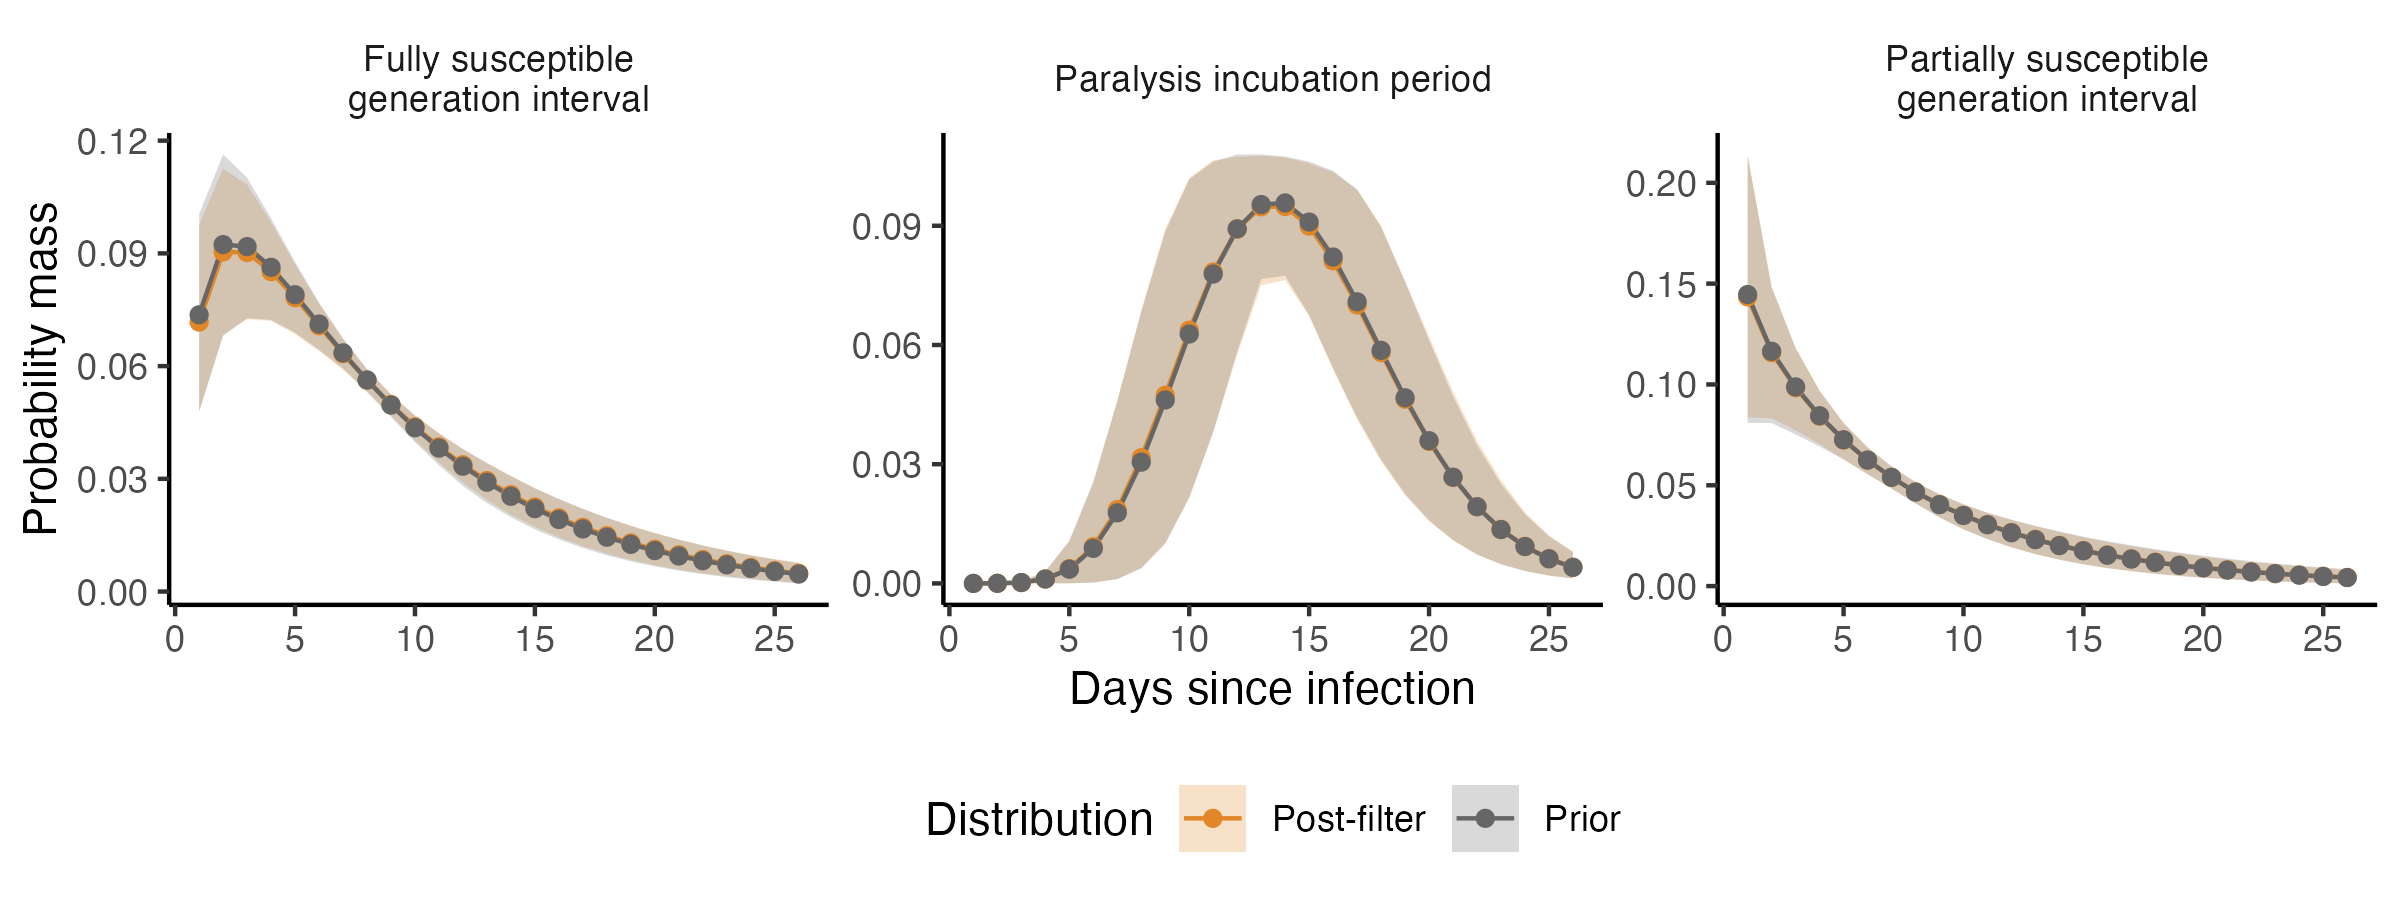 Fully susceptible
generation interval
Paralysis incubation period
Partially susceptible
generation interval
Probability mass
0.12
0.09
0.06
0.03
0.00
0 5 10 15 20 25
0.09
0.06
0.03
0.00
0 5 10 15 20 25
0.20
0.15
0.10
0.05
0.00
0 5 10 15 20 25
Days since infection
Distribution Post-filter Prior